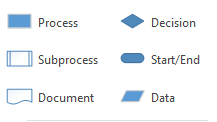 Process Decision
Subprocess Start/End
Document Data